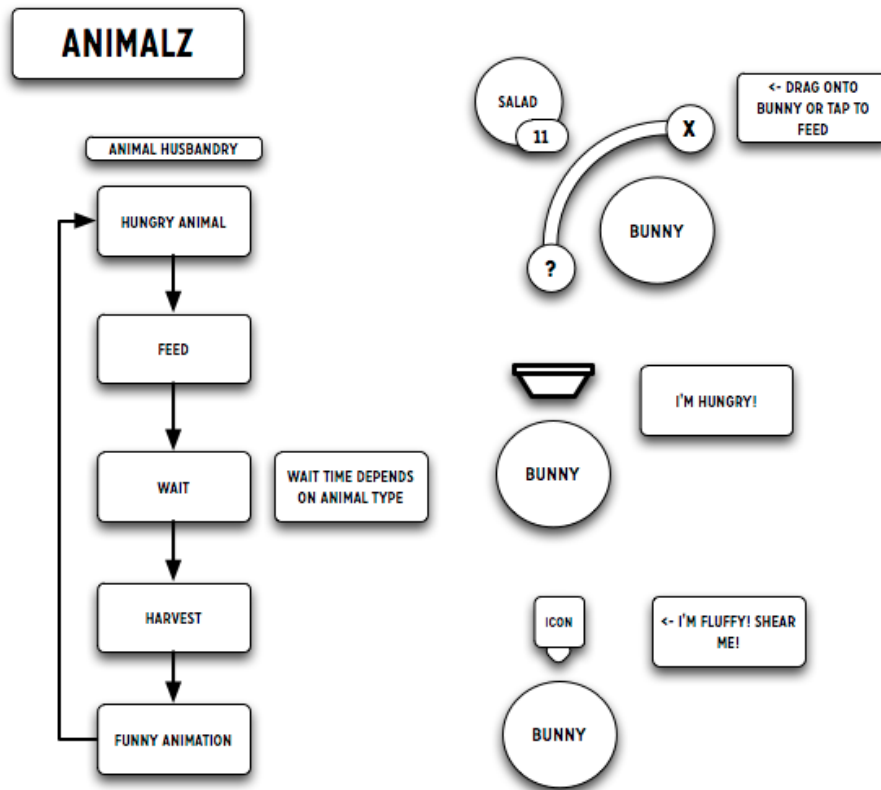 ANIMALZ
ANIMAL HUSBANDRY
HUNGRY ANIMAL
FEED
WAIT
WAIT TIME DEPENDS
ON ANIMAL TYPE
HARVEST
FUNNY ANIMATION
SALAD
11
X
?
BUNNY
<- DRAG ONTO
BUNNY OR TAP TO
FEED
BUNNY
I'M HUNGRY!
ICON
BUNNY
<- I'M FLUFFY! SHEAR
ME!